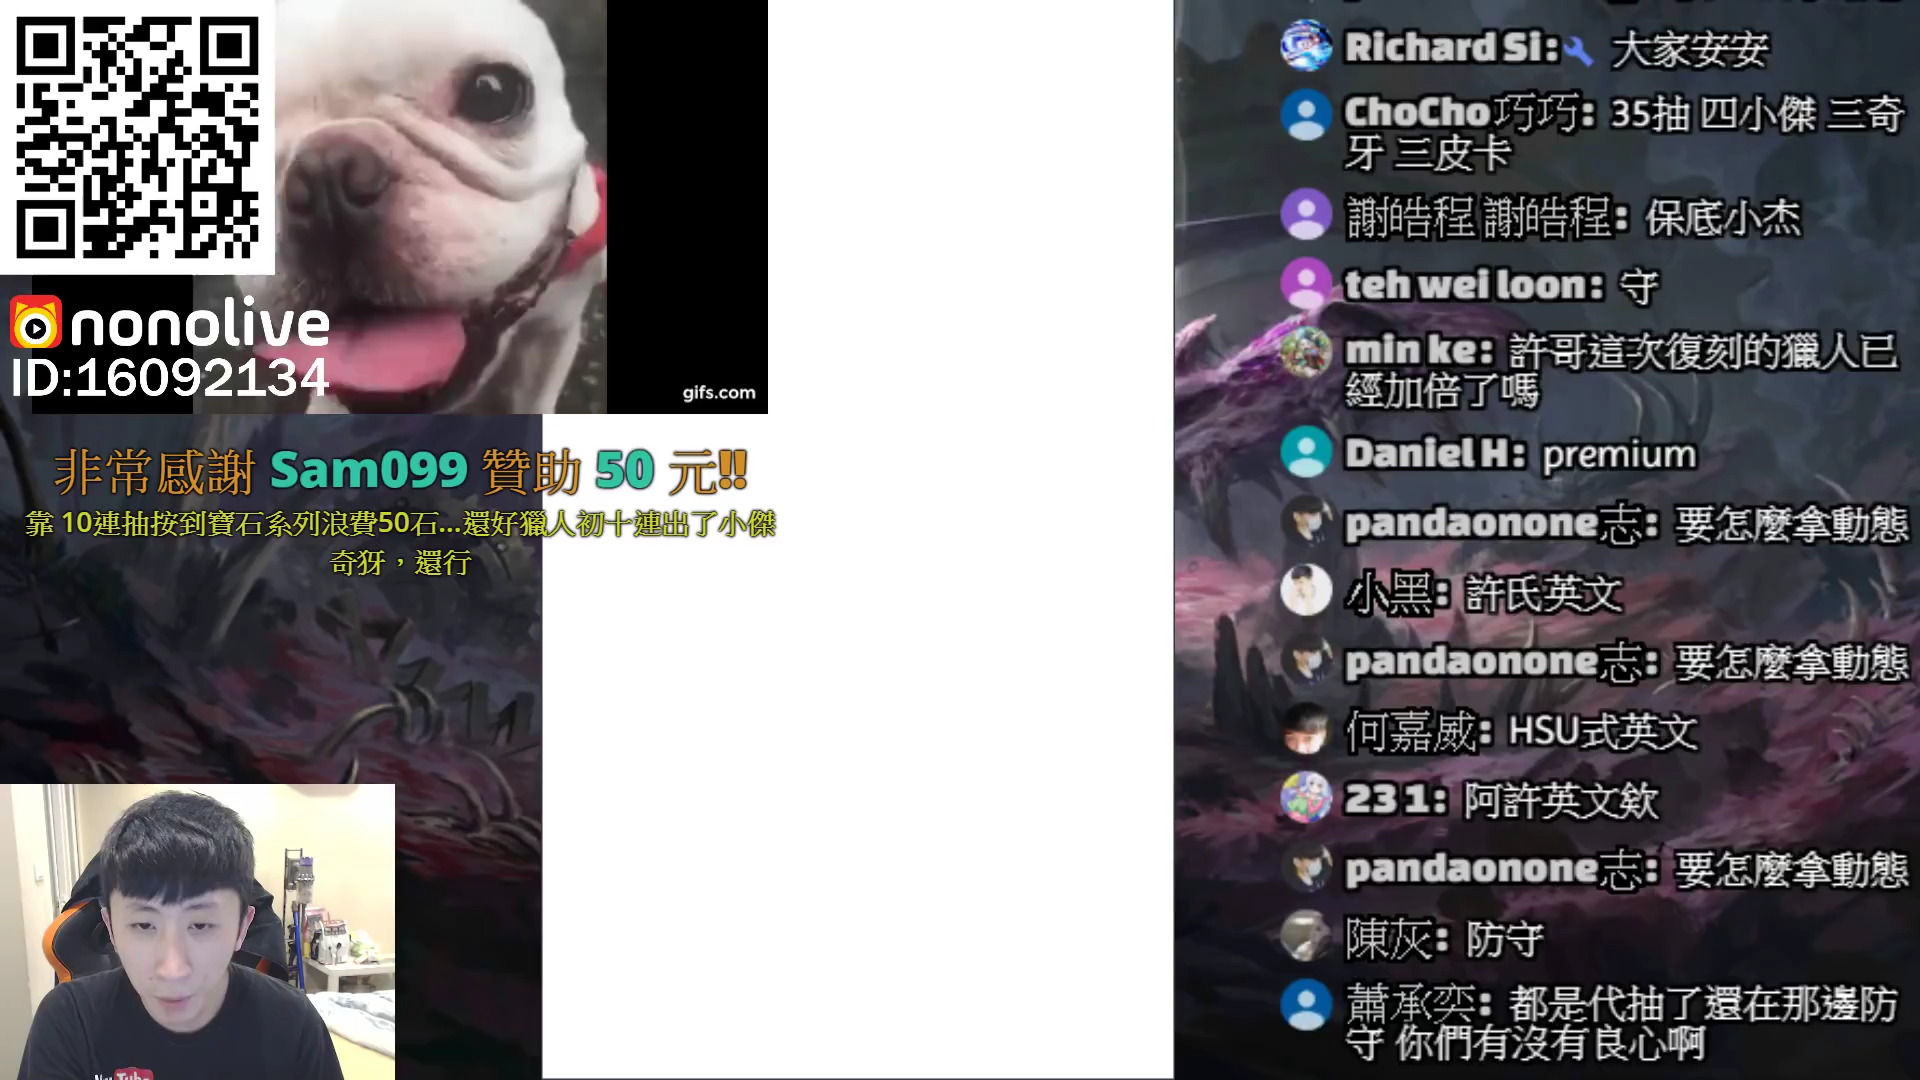 nonolive
ID:16092134
gifs.com
非常感謝 Sam099 贊助 50 元!!
靠 10連抽按到寶石系列浪費50石...還好獵人初十連出了小傑
奇犽，還行
Richard Si: 大家安安
ChoCho巧巧: 35抽 四小傑 三奇
牙 三皮卡
謝皓程 謝皓程: 保底小杰
teh wei loon: 守
min ke: 許哥這次復刻的獵人已
經加倍了嗎
Daniel H: premium
pandaonone志: 要怎麼拿動態
小黑: 許氏英文
pandaonone志: 要怎麼拿動態
何嘉威: HSU式英文
23 1: 阿許英文欸
pandaonone志: 要怎麼拿動態
陳灰: 防守
蕭承奕: 都是代抽了還在那邊防
守 你們有沒有良心啊